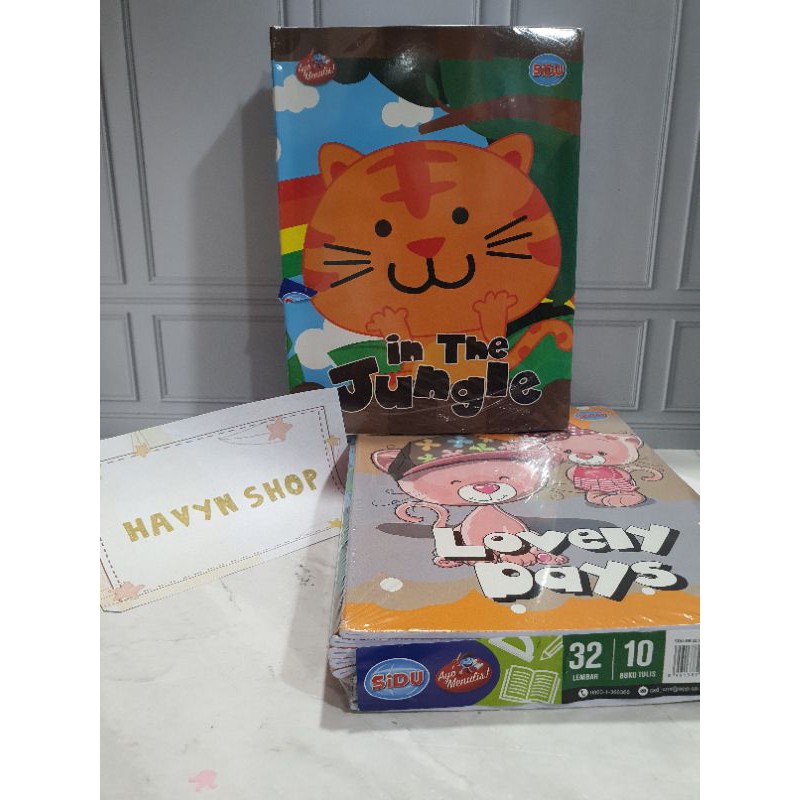 Ayo Menulis!
SiDU
in The
Jungle
HAVYN SHOP
Lovely
Days
SiDU
Ayo Menulis!
32
LEMBAR
10
BUKU TULIS